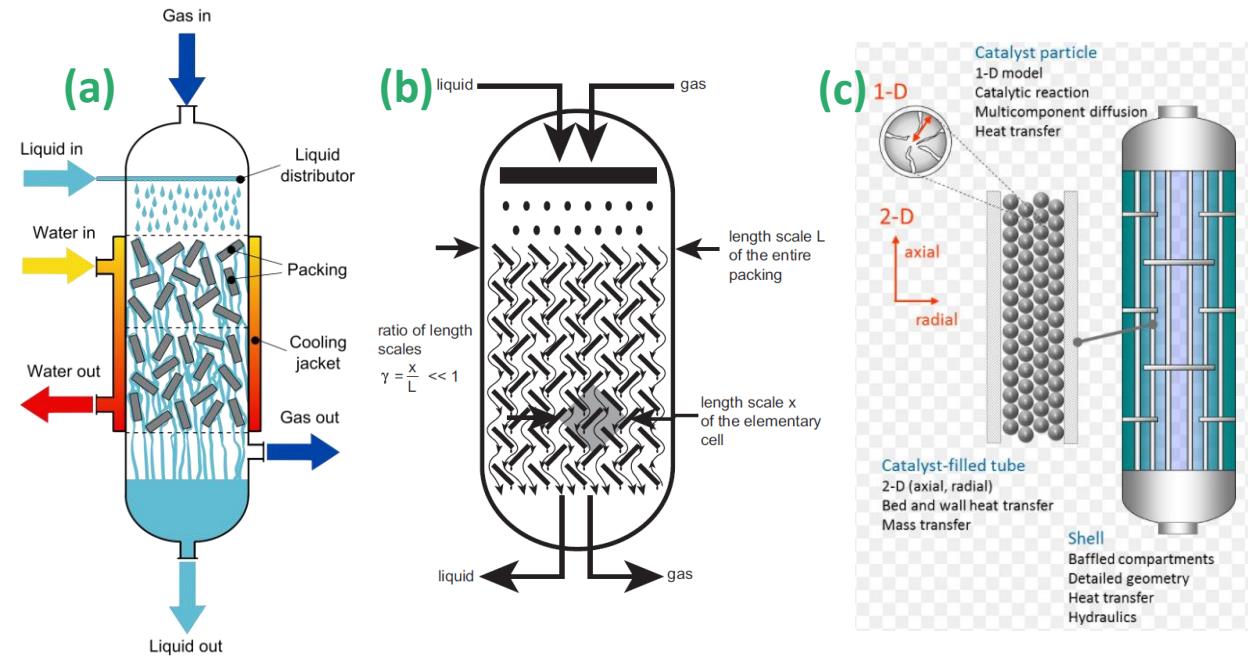 (a)
Gas in
Liquid in
Liquid
distributor
Water in
Packing
Cooling
jacket
Water out
Gas out
Liquid out
(b)
liquid
gas
length scale L
of the entire
packing
ratio of length
scales
γ = x/L << 1
length scale x
of the elementary
cell
liquid
gas
(c)
Catalyst particle
1-D model
Catalytic reaction
Multicomponent diffusion
Heat transfer
1-D
2-D
axial
radial
Catalyst-filled tube
2-D (axial, radial)
Bed and wall heat transfer
Mass transfer
Shell
Baffled compartments
Detailed geometry
Heat transfer
Hydraulics